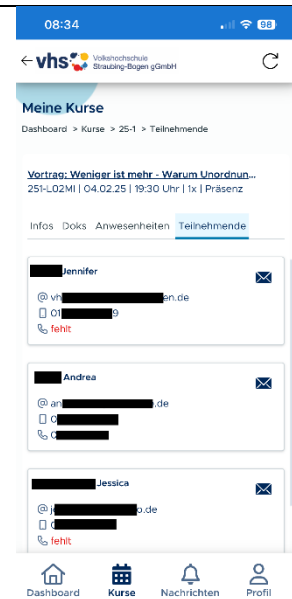 08:34
98
vhs Volkshochschule
Straubing-Bogen gGmbH
Meine Kurse
Dashboard > Kurse > 25-1 > Teilnehmende
Vortrag: Weniger ist mehr - Warum Unordnun...
251-L02MI | 04.02.25 | 19:30 Uhr | 1x | Präsenz
Infos Doks Anwesenheiten Teilnehmende
Jennifer
@ vh en.de
01 9
fehlt
Andrea
@ an .de
0
0
Jessica
@ j o.de
0
fehlt
Dashboard Kurse Nachrichten Profil